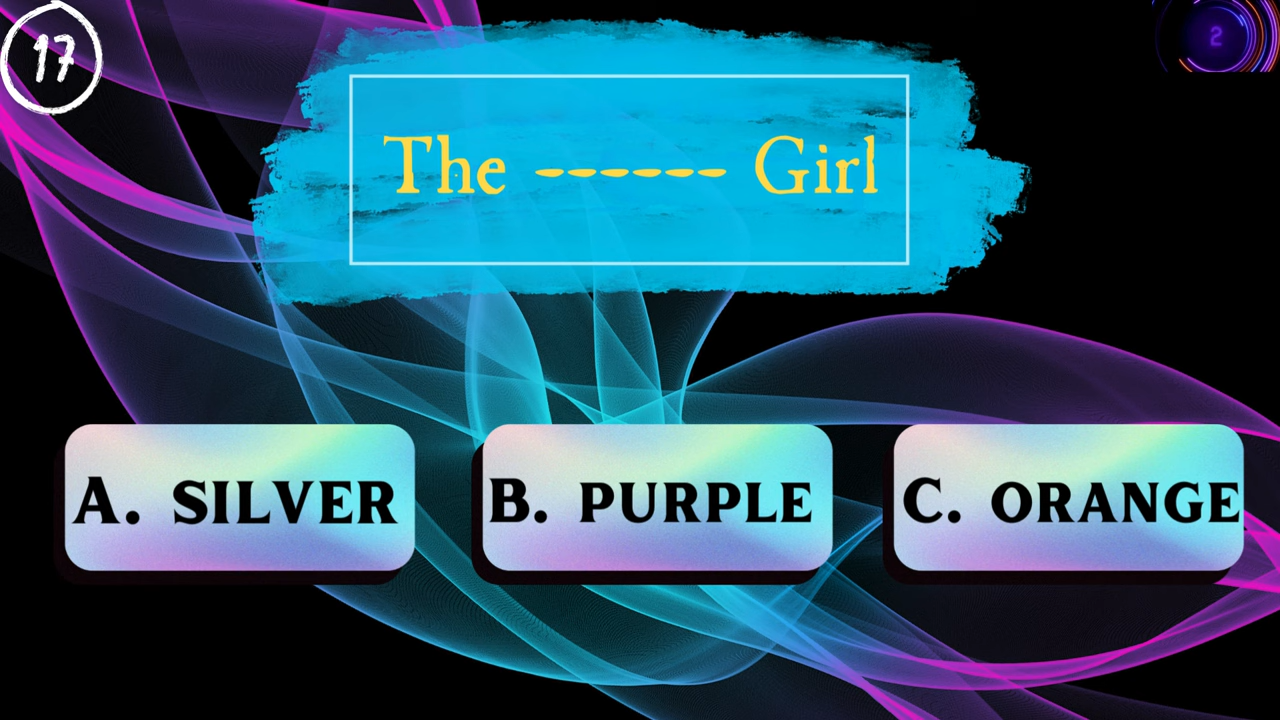 17
2
The ------ Girl
A. SILVER
B. PURPLE
C. ORANGE